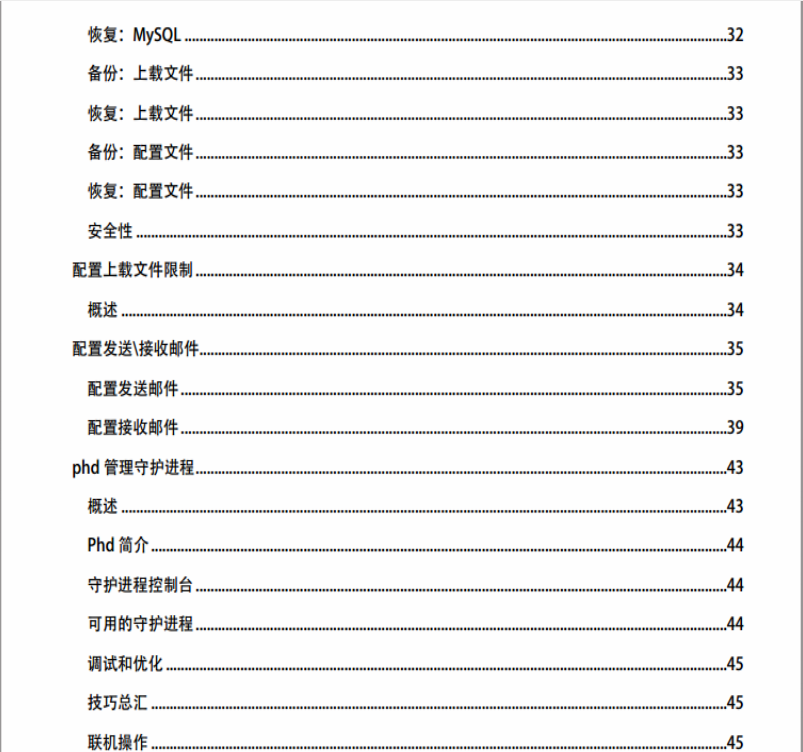 恢复：MySQL ........................ 32
备份：上载文件 ........................ 33
恢复：上载文件 ........................ 33
备份：配置文件 ........................ 33
恢复：配置文件 ........................ 33
安全性 ........................ 33
配置上载文件限制 ........................ 34
概述 ........................ 34
配置发送\接收邮件 ........................ 35
配置发送邮件 ........................ 35
配置接收邮件 ........................ 39
phd 管理守护进程 ........................ 43
概述 ........................ 43
Phd 简介 ........................ 44
守护进程控制台 ........................ 44
可用的守护进程 ........................ 44
调试和优化 ........................ 45
技巧总汇 ........................ 45
联机操作 ........................ 45